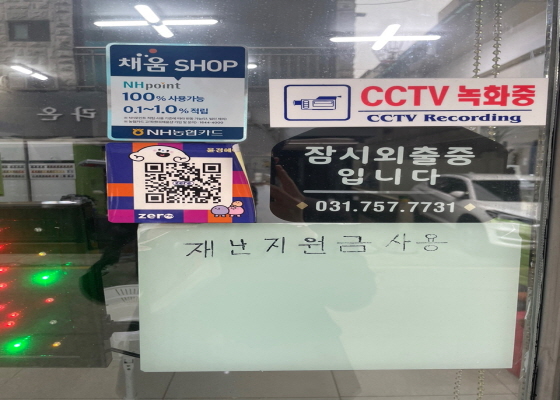 채움 SHOP
NHpoint
100% 사용가능
0.1~1.0% 적립
NH농협카드
zero
CCTV 녹화중
CCTV Recording
잠시외출중
입니다
031.757.7731
재난지원금사용